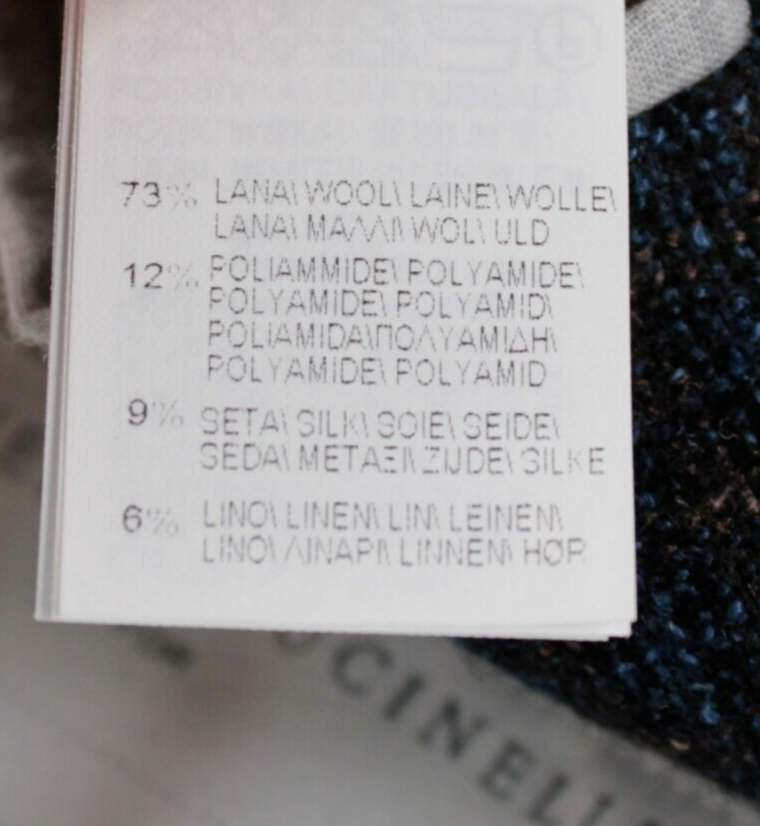 73% LANA\ WOOL\ LAINE\ WOLLE\
LANA\ ΜΑΛΛΙ\ WOL\ ULD
12% POLIAMMIDE\ POLYAMIDE\
POLYAMIDE\ POLYAMID\
POLIAMIDA\ΠΟΛΥΑΜΙΔΗ\
POLYAMIDE\ POLYAMID
9% SETA\ SILK\ SOIE\ SEIDE\
SEDA\ ΜΕΤΑΞΙ\ ZIJDE\ SILKE
6% LINO\ LINEN\ LIN\ LEINEN\
LINO\ ΛΙΝΑΡΙ\ LINNEN\ HØR
UCINELL